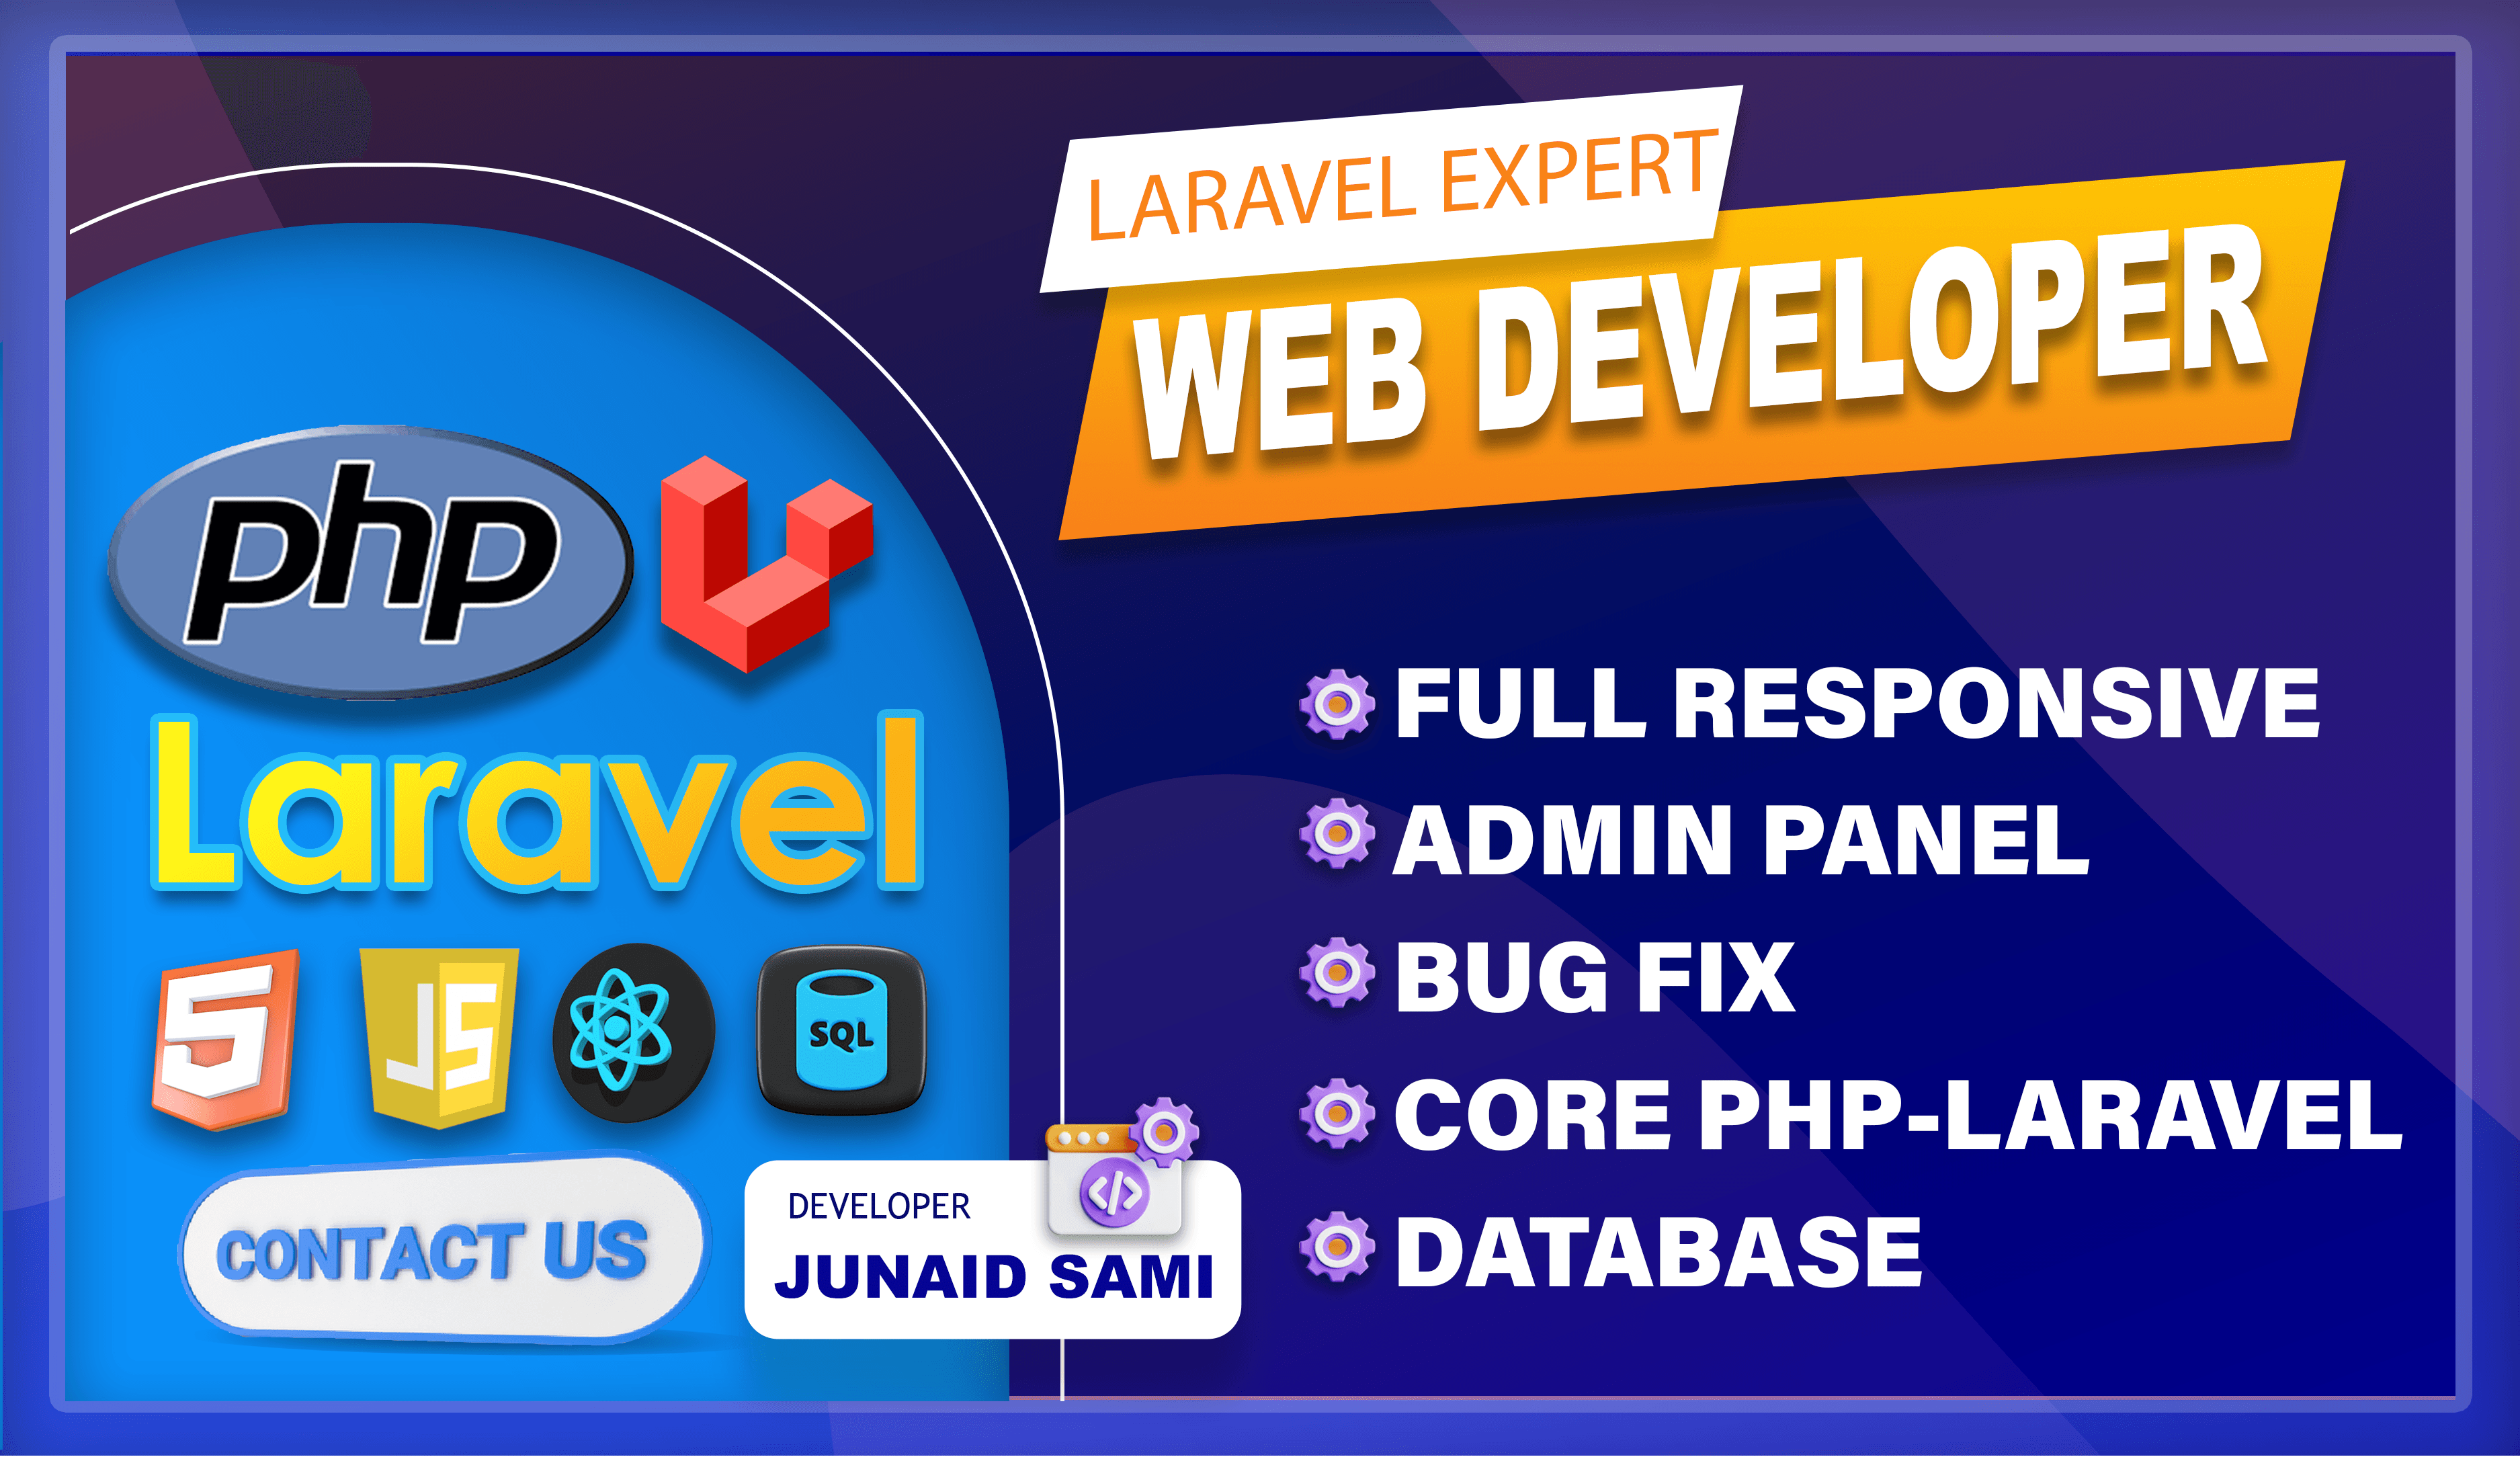 LARAVEL EXPERT
WEB DEVELOPER
php
Laravel
5
JS
SQL
CONTACT US
DEVELOPER
JUNAID SAMI
</>
FULL RESPONSIVE
ADMIN PANEL
BUG FIX
CORE PHP-LARAVEL
DATABASE